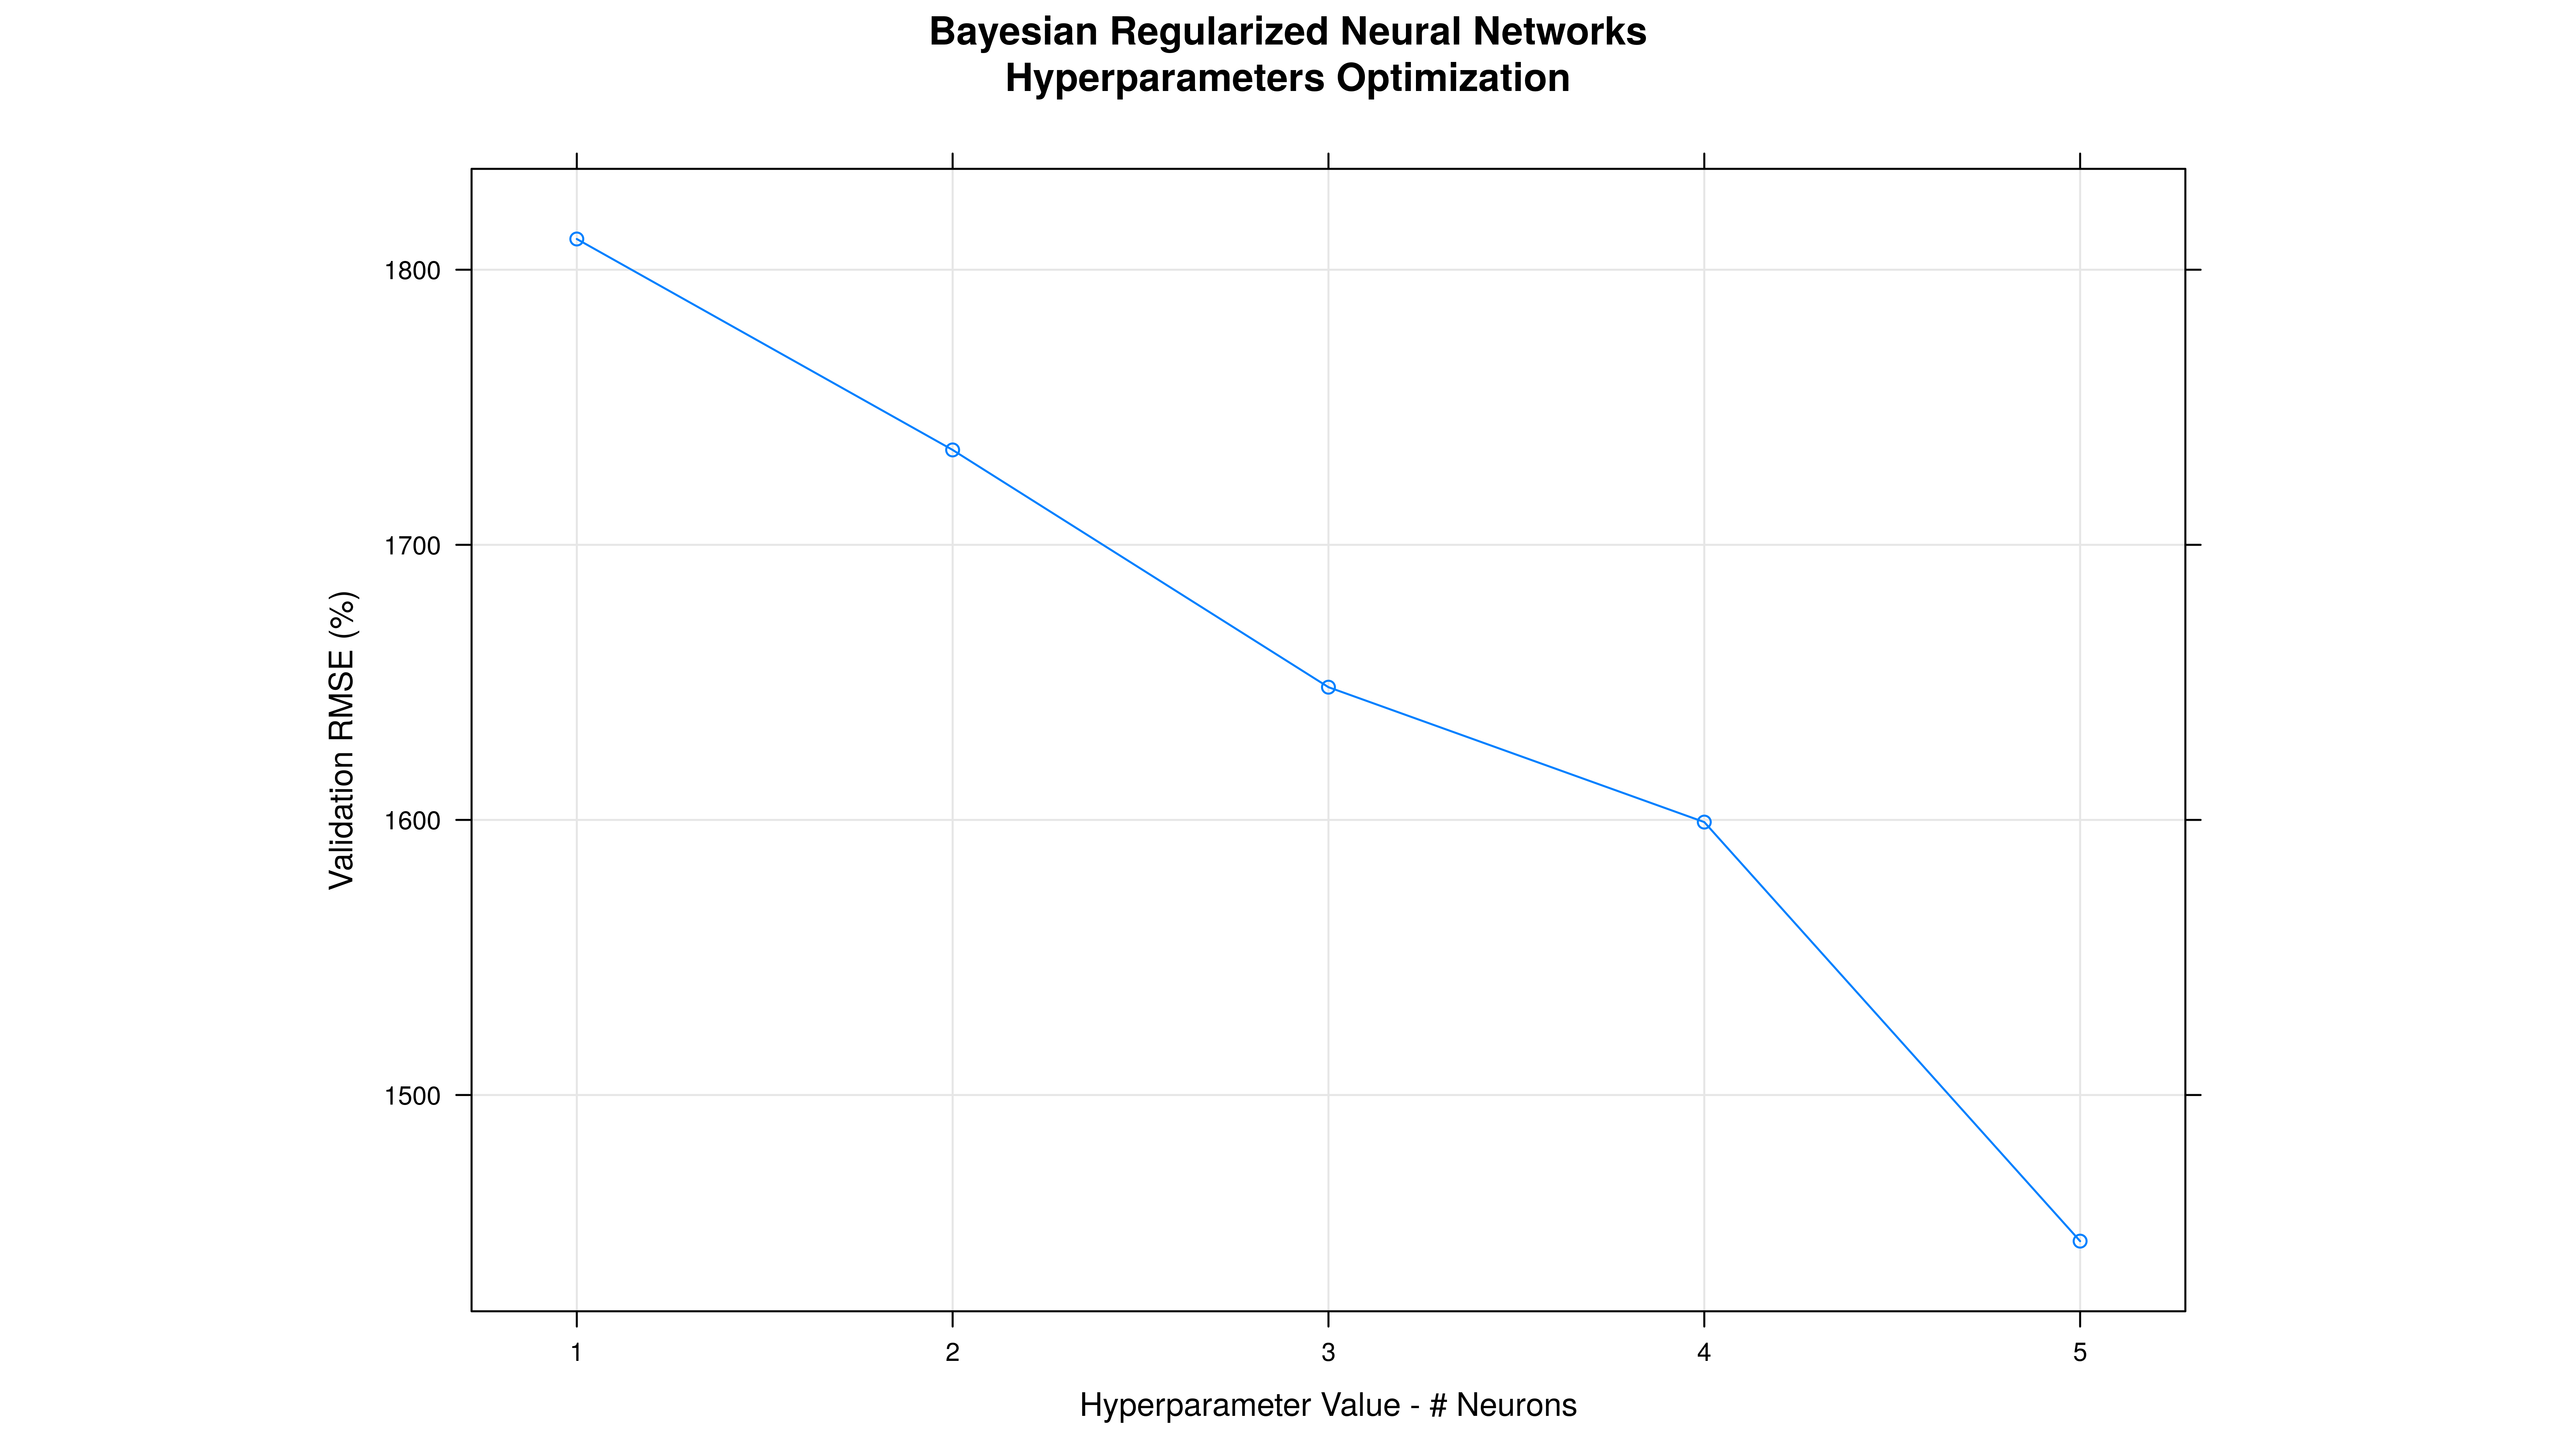 Bayesian Regularized Neural Networks
Hyperparameters Optimization
Validation RMSE (%)
1800
1700
1600
1500
1 2 3 4 5
Hyperparameter Value - # Neurons